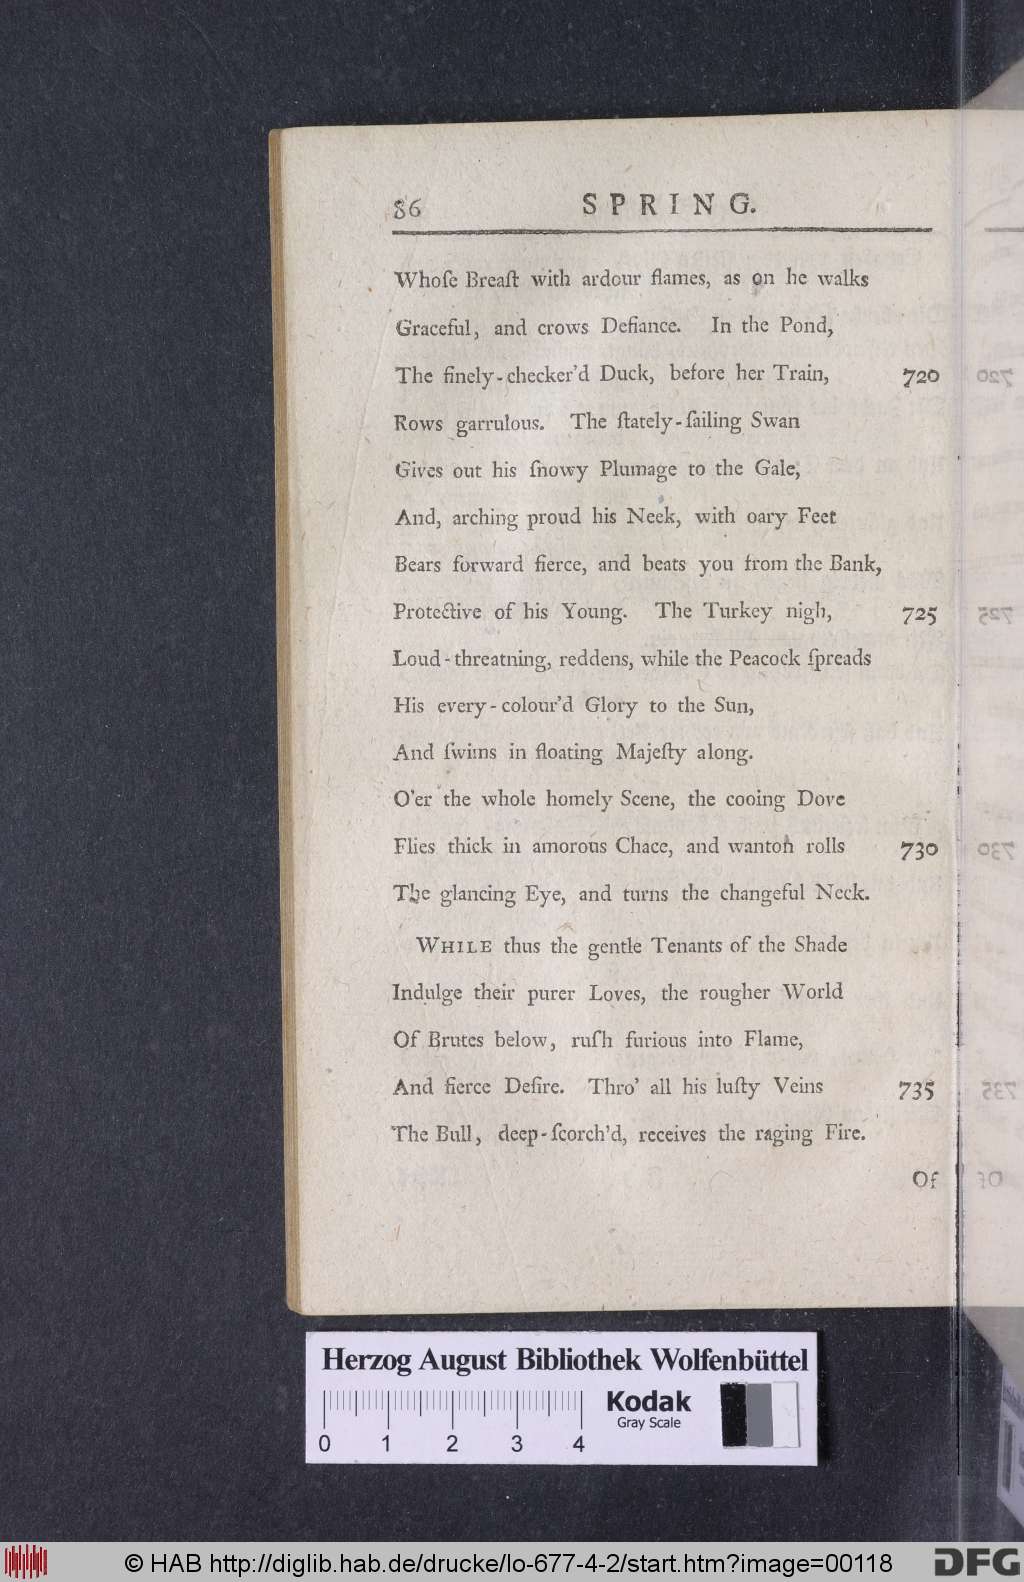 86 SPRING.
Whoſe Breaſt with ardour flames, as on he walks
Graceful, and crows Defiance. In the Pond,
The finely-checker'd Duck, before her Train, 720
Rows garrulous. The ſtately-ſailing Swan
Gives out his ſnowy Plumage to the Gale,
And, arching proud his Neek, with oary Feet
Bears forward fierce, and beats you from the Bank,
Protective of his Young. The Turkey nigh, 725
Loud-threatning, reddens, while the Peacock ſpreads
His every-colour'd Glory to the Sun,
And ſwims in floating Majeſty along.
O'er the whole homely Scene, the cooing Dove
Flies thick in amorous Chace, and wanton rolls 730
The glancing Eye, and turns the changeful Neck.
WHILE thus the gentle Tenants of the Shade
Indulge their purer Loves, the rougher World
Of Brutes below, ruſh furious into Flame,
And fierce Deſire. Thro' all his luſty Veins 735
The Bull, deep-ſcorch'd, receives the raging Fire.
Of
Herzog August Bibliothek Wolfenbüttel
Kodak
Gray Scale
0 1 2 3 4
© HAB http://diglib.hab.de/drucke/lo-677-4-2/start.htm?image=00118
DFG